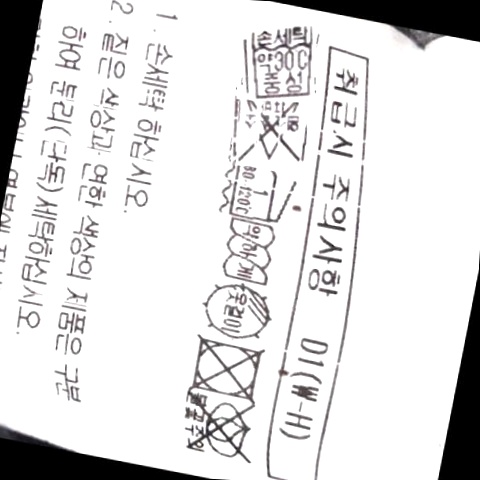 취급시 주의사항 D1(W-H)
손세탁
약30℃
중성
80-120℃
약하게
옷걸이
불꽃주의
1. 손세탁 하십시오.
2. 짙은 색상과 연한 색상의 제품은 구분
하여 분리(단독)세탁하십시오.